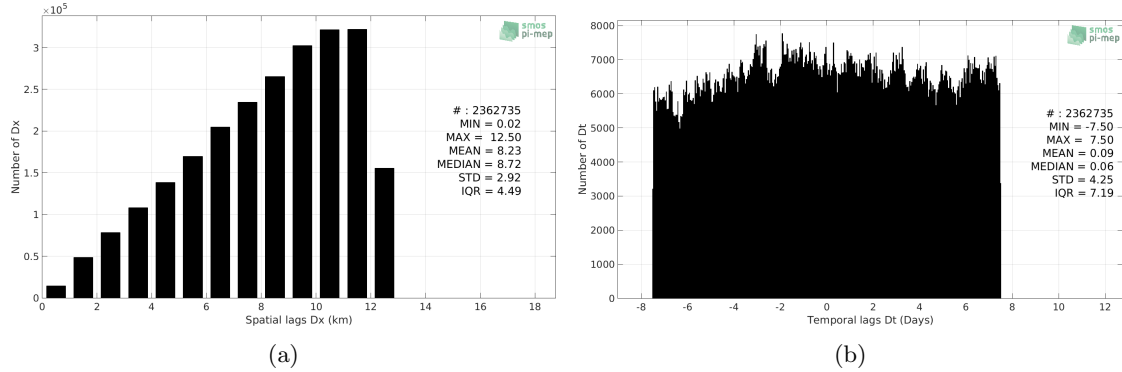 ×10⁵
3
2.5
2
1.5
1
0.5
0
0 2 4 6 8 10 12 14 16 18
Number of Dx
Spatial lags Dx (km)
smos
pi-mep
# : 2362735
MIN = 0.02
MAX = 12.50
MEAN = 8.23
MEDIAN = 8.72
STD = 2.92
IQR = 4.49
(a)
8000
7000
6000
5000
4000
3000
2000
1000
0
-8 -6 -4 -2 0 2 4 6 8 10 12
Number of Dt
Temporal lags Dt (Days)
smos
pi-mep
# : 2362735
MIN = -7.50
MAX = 7.50
MEAN = 0.09
MEDIAN = 0.06
STD = 4.25
IQR = 7.19
(b)